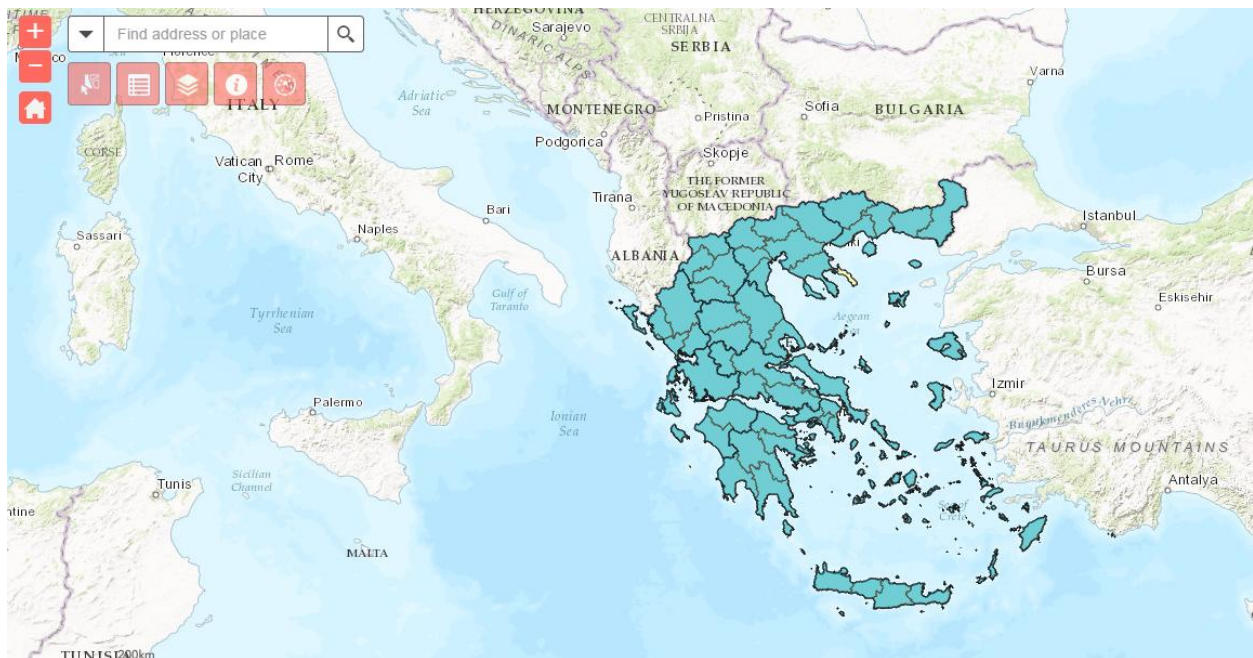 HERZEGOVINA
Sarajevo
CENTRALNA
SRBIJA
SERBIA
DINARIC ALPS
Find address or place
Florence
ITALY
Adriatic
Sea
MONTENEGRO
Podgorica
Pristina
Sofia
BULGARIA
Varna
CORSE
Vatican
City
Rome
Skopje
THE FORMER
YUGOSLAV REPUBLIC
OF MACEDONIA
Tirana
Bari
Naples
Sassari
ALBANIA
Istanbul
Bursa
Eskisehir
Gulf of
Taranto
Tyrrhenian
Sea
Aegean
Izmir
Palermo
Ionian
Sea
TAURUS MOUNTAINS
Antalya
Sicilian
Channel
Tunis
ntine
Crete
MALTA
200km